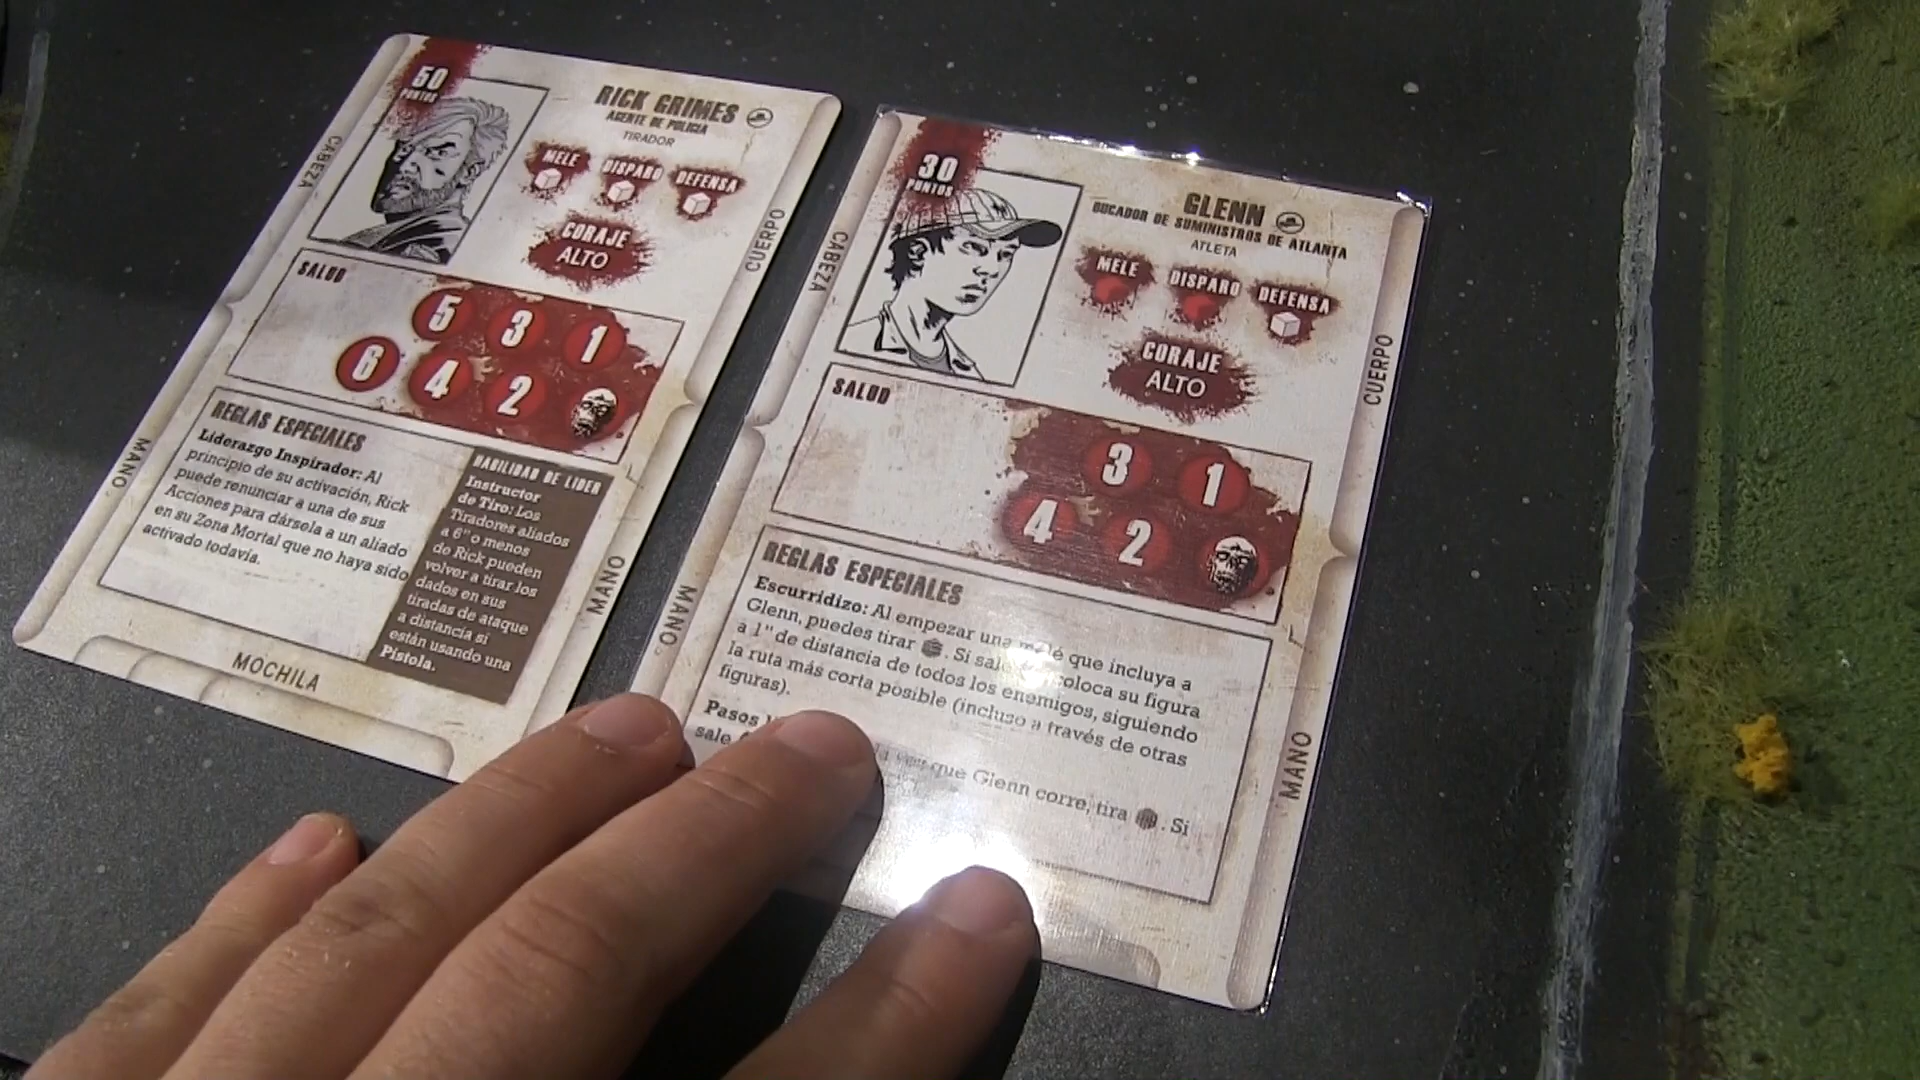 50
PUNTOS
RICK GRIMES
AGENTE DE POLICÍA
TIRADOR
MELE
DISPARO
DEFENSA
CORAJE
ALTO
CABEZA
CUERPO
SALUD
5 3 1
6 4 2
REGLAS ESPECIALES
Liderazgo Inspirador: Al
principio de su activación, Rick
puede renunciar a una de sus
Acciones para dársela a un aliado
en su Zona Mortal que no haya sido
activado todavía.
HABILIDAD DE LIDER
Instructor
de Tiro: Los
Tiradores aliados
a 6" o menos
de Rick pueden
volver a tirar los
dados en sus
tiradas de ataque
a distancia si
están usando una
Pistola.
MANO
MANO
MOCHILA
30
PUNTOS
GLENN
BUCADOR DE SUMINISTROS DE ATLANTA
ATLETA
MELE
DISPARO
DEFENSA
CORAJE
ALTO
CABEZA
CUERPO
SALUD
3 1
4 2
REGLAS ESPECIALES
Escurridizo: Al empezar una melé que incluya a
Glenn, puedes tirar . Si sale coloca su figura
a 1" de distancia de todos los enemigos, siguiendo
la ruta más corta posible (incluso a través de otras
figuras).
Pasos que Glenn corre, tira . Si
sale
MANO
MANO